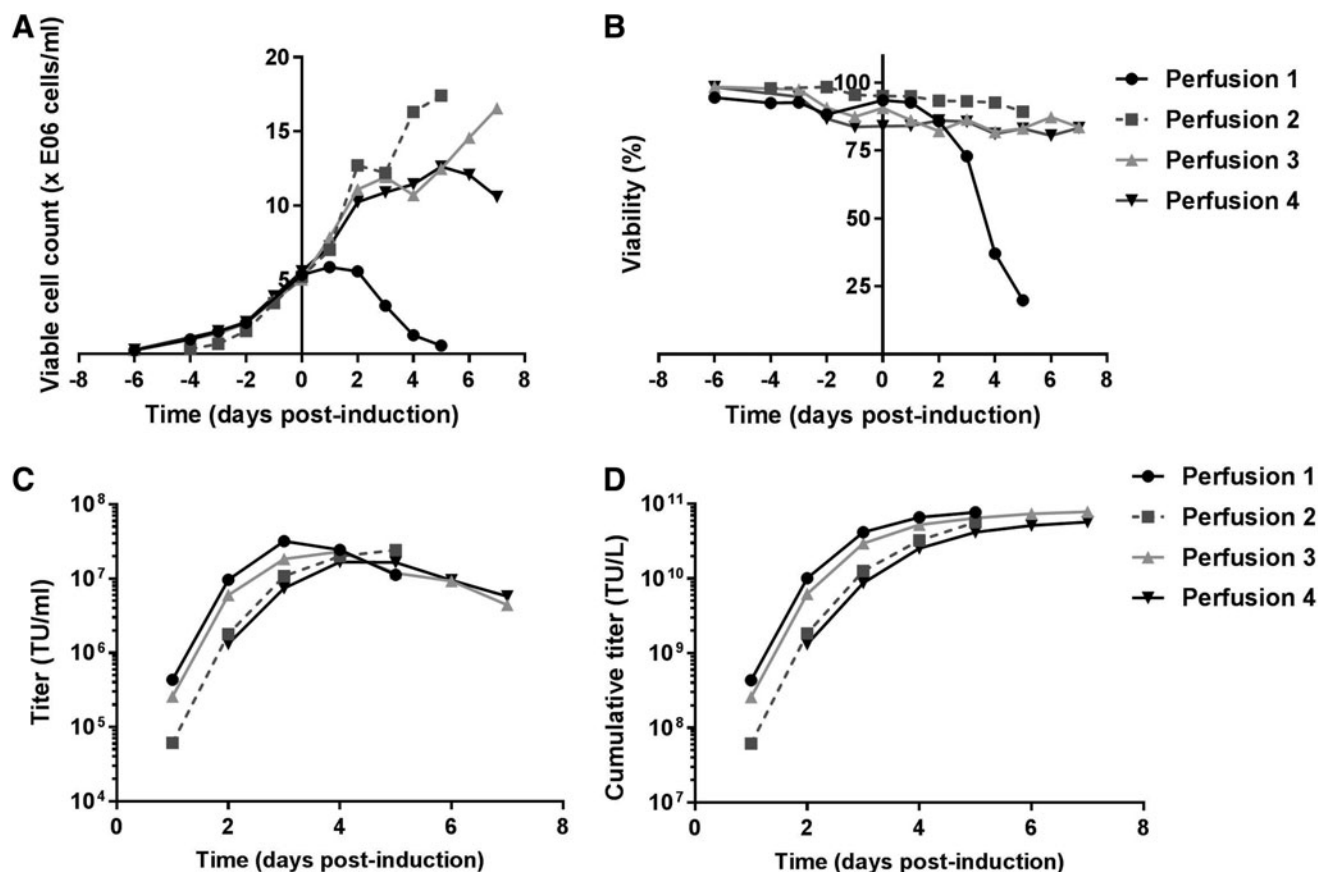 A
Viable cell count (x E06 cells/ml)
20
15
10
5
-8 -6 -4 -2 0 2 4 6 8
Time (days post-induction)
B
Viability (%)
100
75
50
25
-8 -6 -4 -2 0 2 4 6 8
Time (days post-induction)
Perfusion 1
Perfusion 2
Perfusion 3
Perfusion 4
C
Titer (TU/ml)
10⁸
10⁷
10⁶
10⁵
10⁴
0 2 4 6 8
Time (days post-induction)
D
Cumulative titer (TU/L)
10¹¹
10¹⁰
10⁹
10⁸
10⁷
0 2 4 6 8
Time (days post-induction)
Perfusion 1
Perfusion 2
Perfusion 3
Perfusion 4